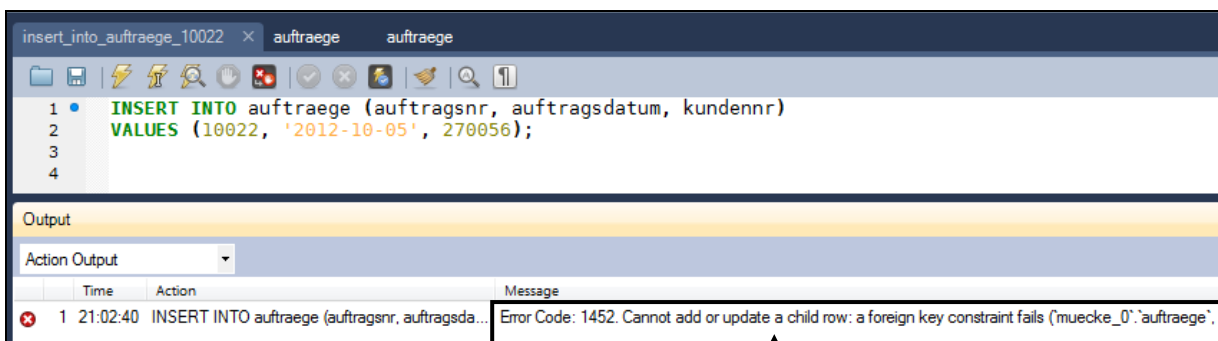 insert_into_auftraege_10022 × auftraege auftraege
1 INSERT INTO auftraege (auftragsnr, auftragsdatum, kundennr)
2 VALUES (10022, '2012-10-05', 270056);
3
4
Output
Action Output
Time Action Message
1 21:02:40 INSERT INTO auftraege (auftragsnr, auftragsda... Error Code: 1452. Cannot add or update a child row: a foreign key constraint fails (`muecke_0`.`auftraege`,